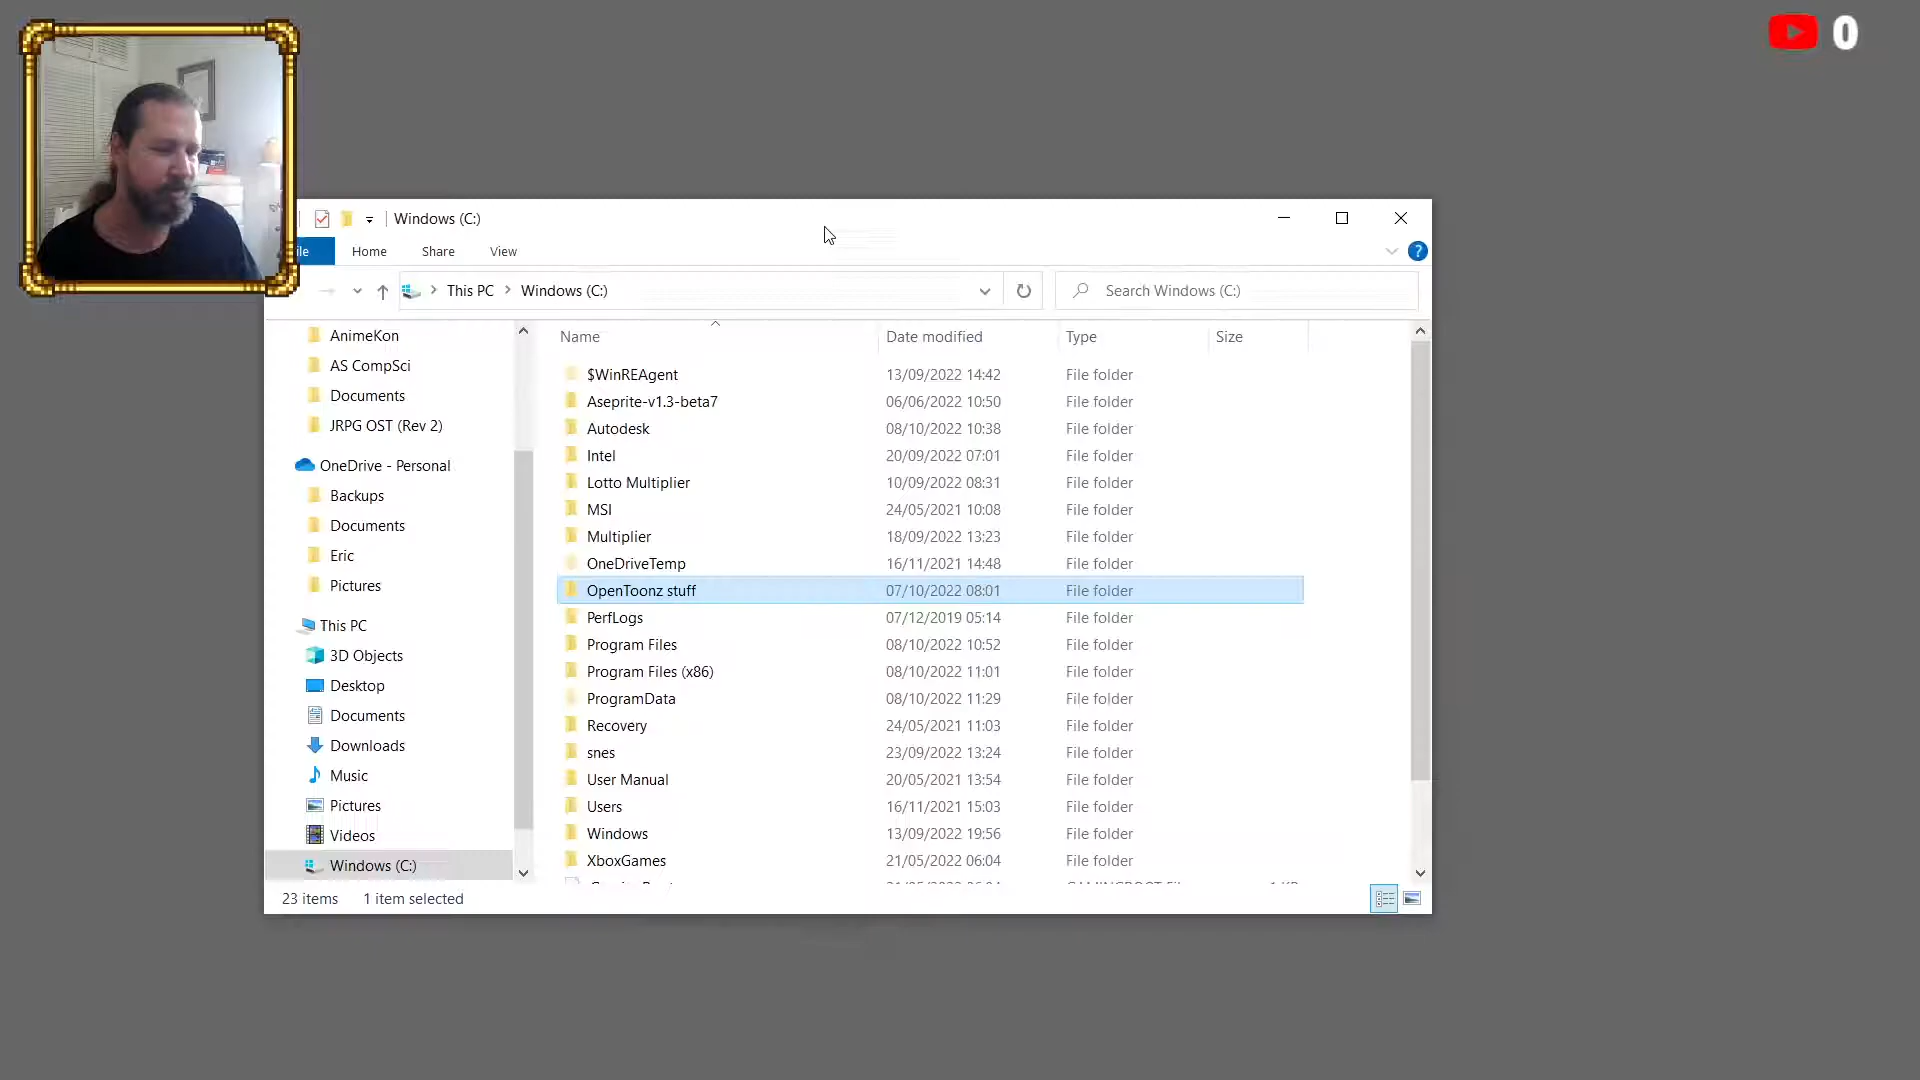 0
Windows (C:)
ile
Home
Share
View
?
This PC
Windows (C:)
Search Windows (C:)
AnimeKon
AS CompSci
Documents
JRPG OST (Rev 2)
OneDrive - Personal
Backups
Documents
Eric
Pictures
This PC
3D Objects
Desktop
Documents
Downloads
Music
Pictures
Videos
Windows (C:)
Name Date modified Type Size
$WinREAgent 13/09/2022 14:42 File folder
Aseprite-v1.3-beta7 06/06/2022 10:50 File folder
Autodesk 08/10/2022 10:38 File folder
Intel 20/09/2022 07:01 File folder
Lotto Multiplier 10/09/2022 08:31 File folder
MSI 24/05/2021 10:08 File folder
Multiplier 18/09/2022 13:23 File folder
OneDriveTemp 16/11/2021 14:48 File folder
OpenToonz stuff 07/10/2022 08:01 File folder
PerfLogs 07/12/2019 05:14 File folder
Program Files 08/10/2022 10:52 File folder
Program Files (x86) 08/10/2022 11:01 File folder
ProgramData 08/10/2022 11:29 File folder
Recovery 24/05/2021 11:03 File folder
snes 23/09/2022 13:24 File folder
User Manual 20/05/2021 13:54 File folder
Users 16/11/2021 15:03 File folder
Windows 13/09/2022 19:56 File folder
XboxGames 21/05/2022 06:04 File folder
23 items 1 item selected